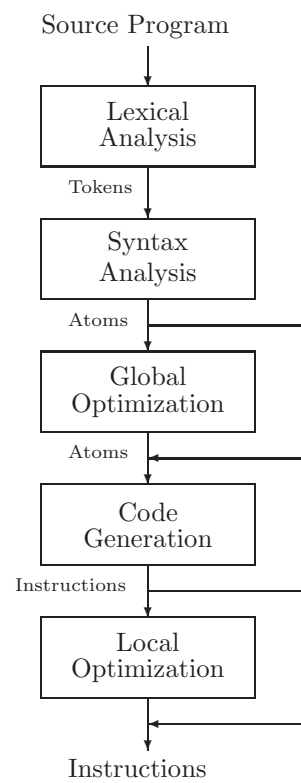 Source Program
Lexical
Analysis
Tokens
Syntax
Analysis
Atoms
Global
Optimization
Atoms
Code
Generation
Instructions
Local
Optimization
Instructions